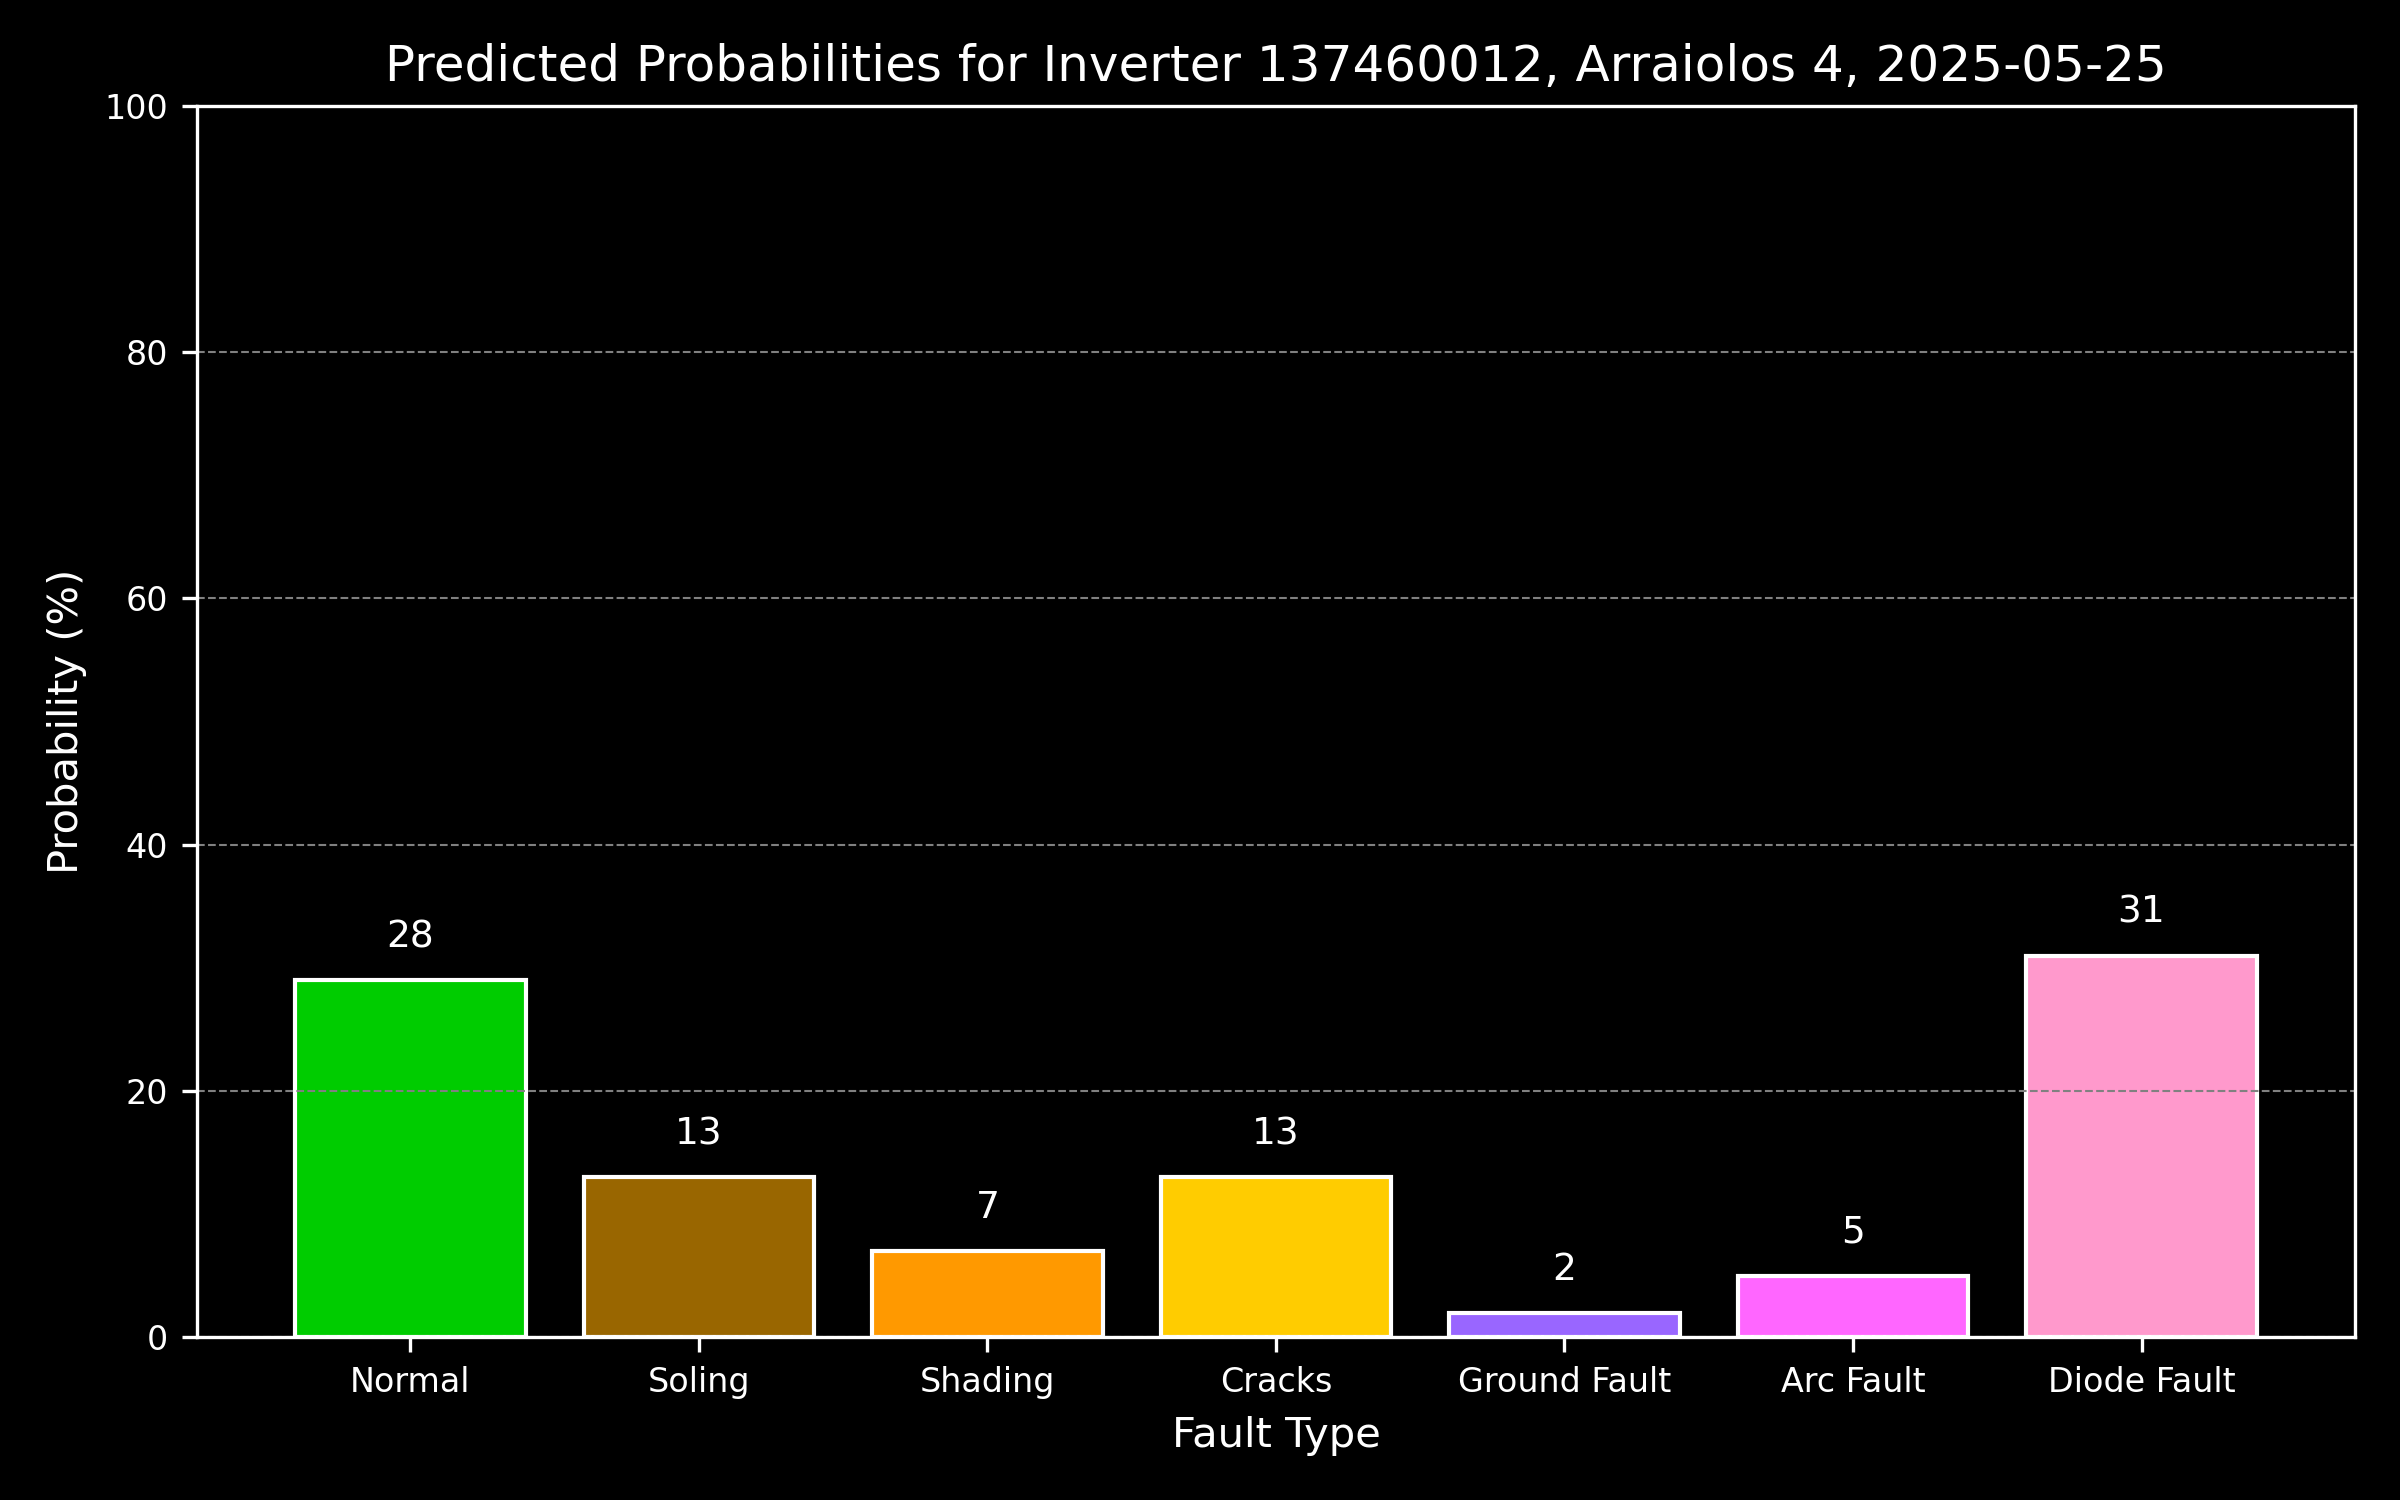 Predicted Probabilities for Inverter 137460012, Arraiolos 4, 2025-05-25
Probability (%)
100
80
60
40
20
0
28
13
7
13
2
5
31
Normal
Soling
Shading
Cracks
Ground Fault
Arc Fault
Diode Fault
Fault Type